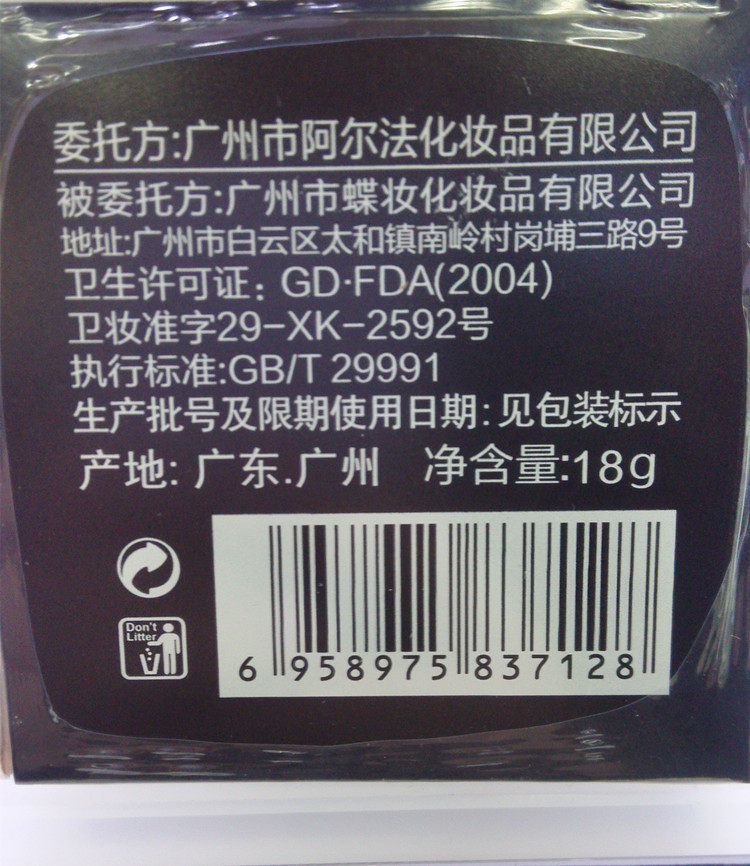 委托方:广州市阿尔法化妆品有限公司
被委托方:广州市蝶妆化妆品有限公司
地址:广州市白云区太和镇南岭村岗埔三路9号
卫生许可证：GD·FDA(2004)
卫妆准字29-XK-2592号
执行标准:GB/T 29991
生产批号及限期使用日期:见包装标示
产地: 广东.广州 净含量:18g
Don't
Litter
6 958975 837128